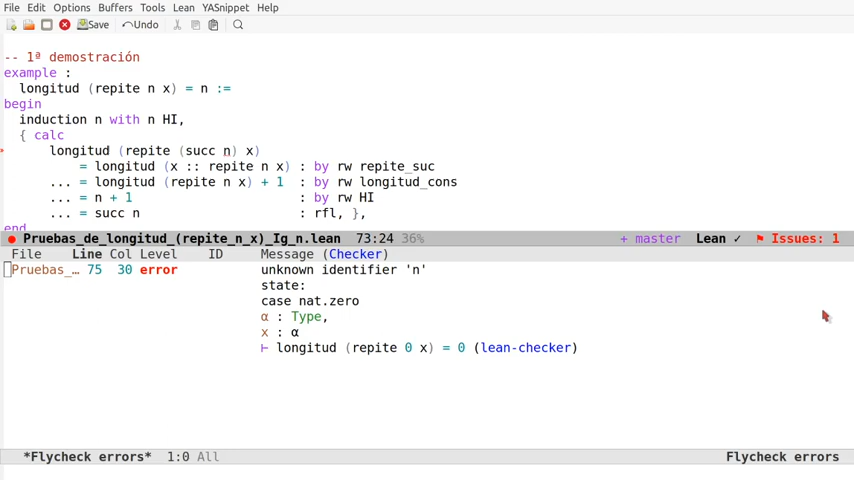 File Edit Options Buffers Tools Lean YASnippet Help
Save Undo
-- 1ª demostración
example :
longitud (repite n x) = n :=
begin
induction n with n HI,
{ calc
longitud (repite (succ n) x)
= longitud (x :: repite n x) : by rw repite_suc
... = longitud (repite n x) + 1 : by rw longitud_cons
... = n + 1 : by rw HI
... = succ n : rfl, },
end
Pruebas_de_longitud_(repite_n_x)_Ig_n.lean 73:24 36% + master Lean ✓ Issues: 1
File Line Col Level ID Message (Checker)
Pruebas_… 75 30 error unknown identifier 'n'
state:
case nat.zero
α : Type,
x : α
⊢ longitud (repite 0 x) = 0 (lean-checker)
*Flycheck errors* 1:0 All Flycheck errors